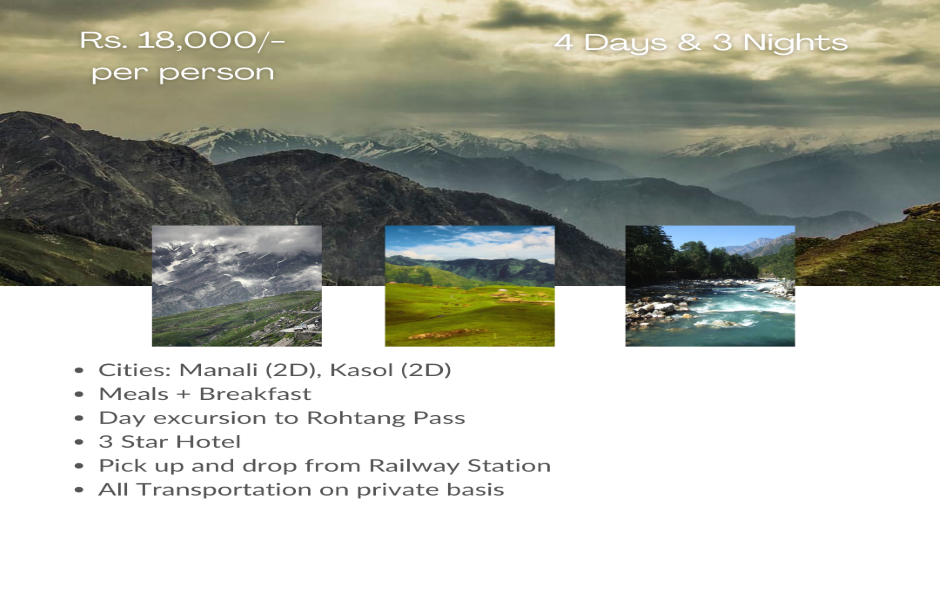 Rs. 18,000/-
per person
4 Days & 3 Nights
• Cities: Manali (2D), Kasol (2D)
• Meals + Breakfast
• Day excursion to Rohtang Pass
• 3 Star Hotel
• Pick up and drop from Railway Station
• All Transportation on private basis